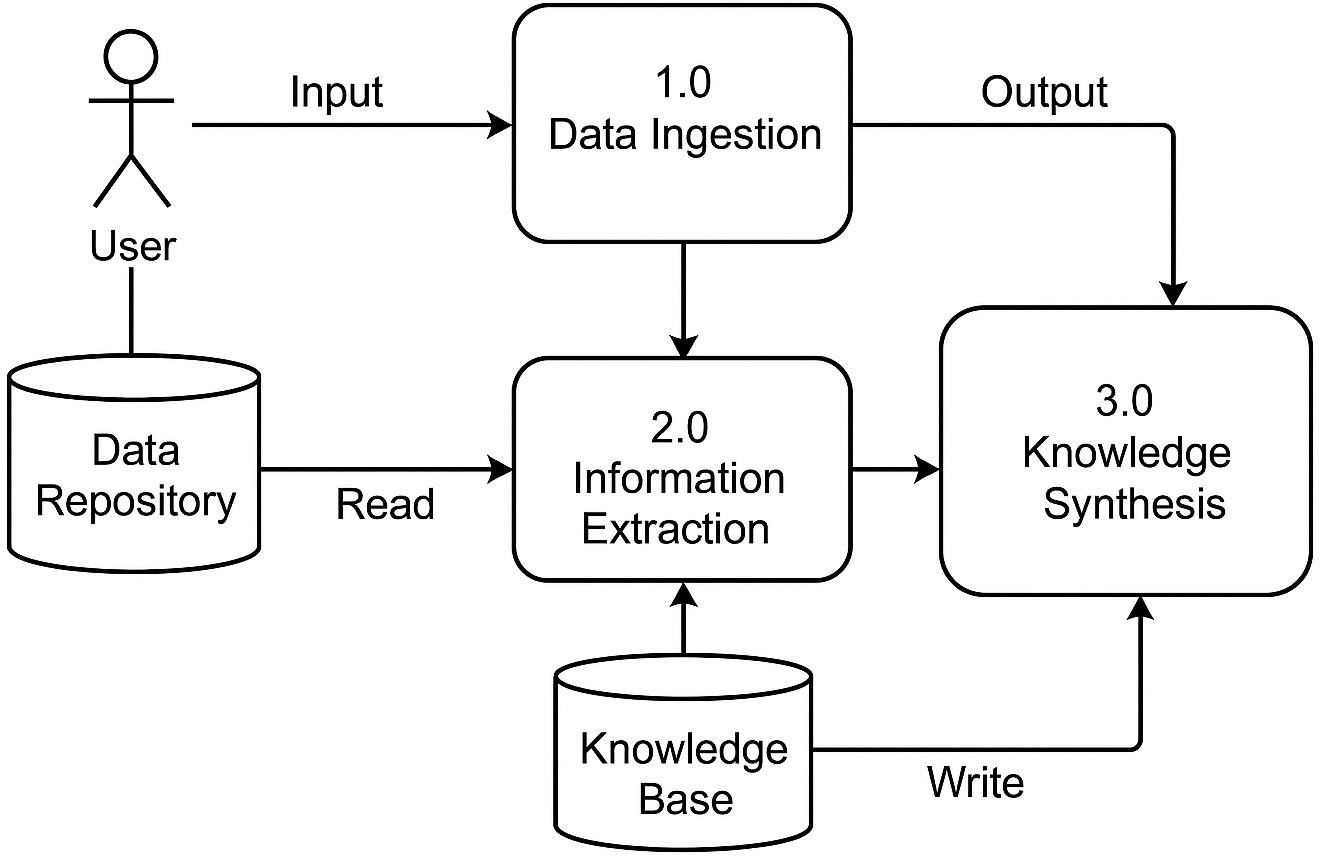 Input
1.0
Data Ingestion
Output
User
Data
Repository
Read
2.0
Information
Extraction
3.0
Knowledge
Synthesis
Knowledge
Base
Write